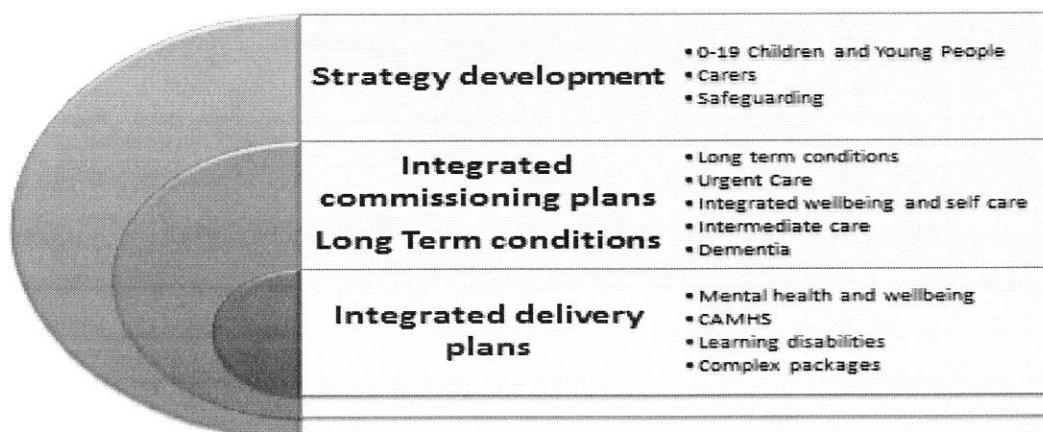 Strategy development
• 0-19 Children and Young People
• Carers
• Safeguarding
Integrated
commissioning plans
Long Term conditions
• Long term conditions
• Urgent Care
• Integrated wellbeing and self care
• Intermediate care
• Dementia
Integrated delivery
plans
• Mental health and wellbeing
• CAMHS
• Learning disabilities
• Complex packages